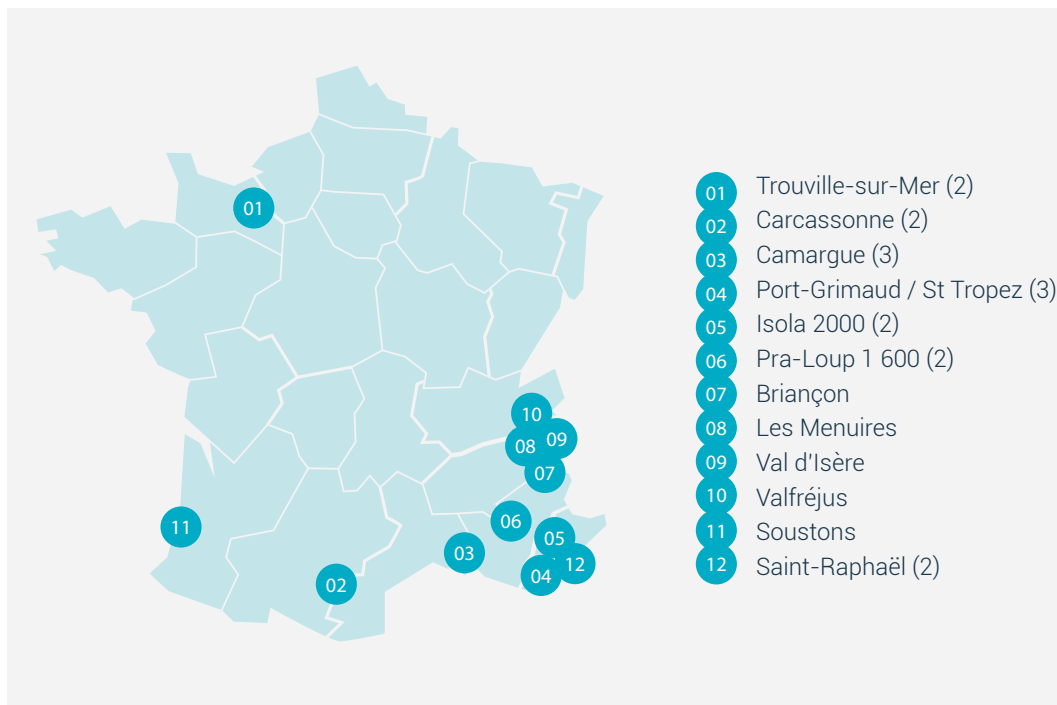 01
10
09
08
07
11
06
05
03
12
04
02
01 Trouville-sur-Mer (2)
02 Carcassonne (2)
03 Camargue (3)
04 Port-Grimaud / St Tropez (3)
05 Isola 2000 (2)
06 Pra-Loup 1 600 (2)
07 Briançon
08 Les Menuires
09 Val d'Isère
10 Valfréjus
11 Soustons
12 Saint-Raphaël (2)